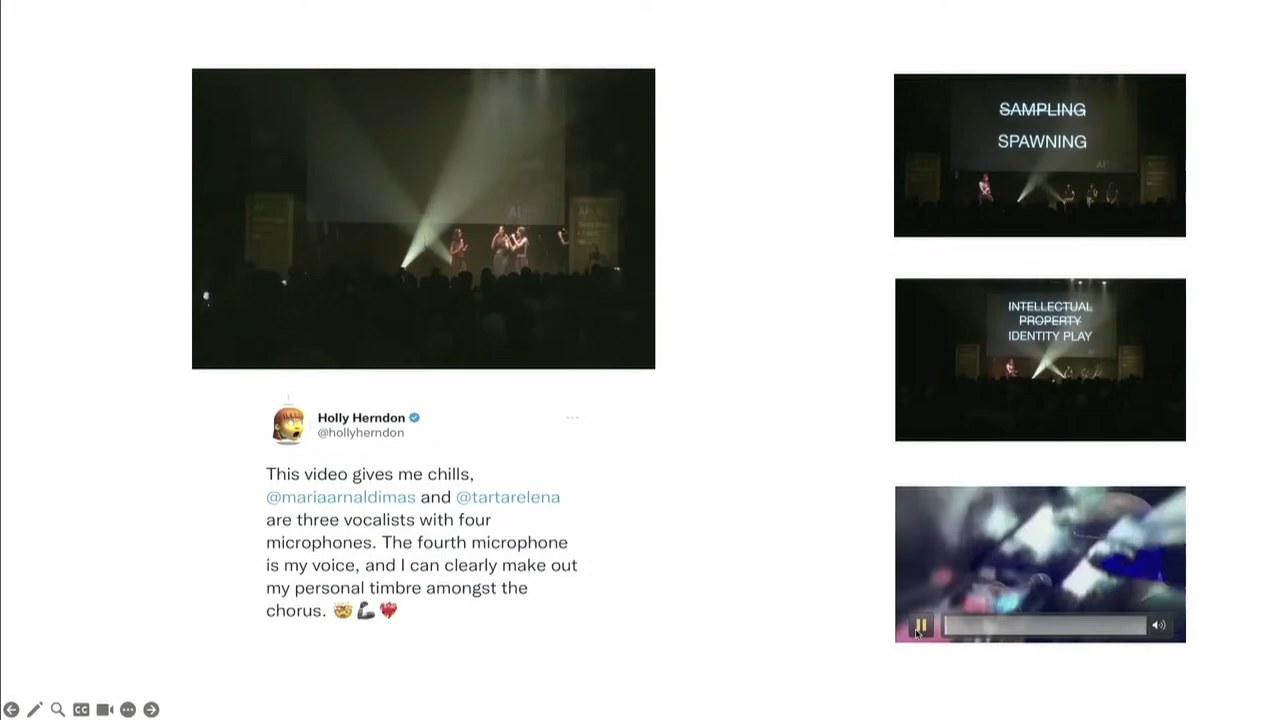 SAMPLING
SPAWNING
INTELLECTUAL
PROPERTY
IDENTITY PLAY
Holly Herndon
@hollyherndon
This video gives me chills,
@mariaarnaldimas and @tartarelena
are three vocalists with four
microphones. The fourth microphone
is my voice, and I can clearly make out
my personal timbre amongst the
chorus. 🤯💪❤️‍🔥
CC